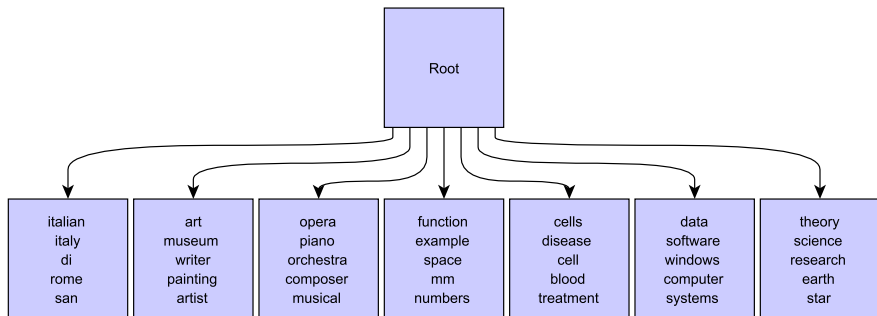 Root
italian
italy
di
rome
san
art
museum
writer
painting
artist
opera
piano
orchestra
composer
musical
function
example
space
mm
numbers
cells
disease
cell
blood
treatment
data
software
windows
computer
systems
theory
science
research
earth
star